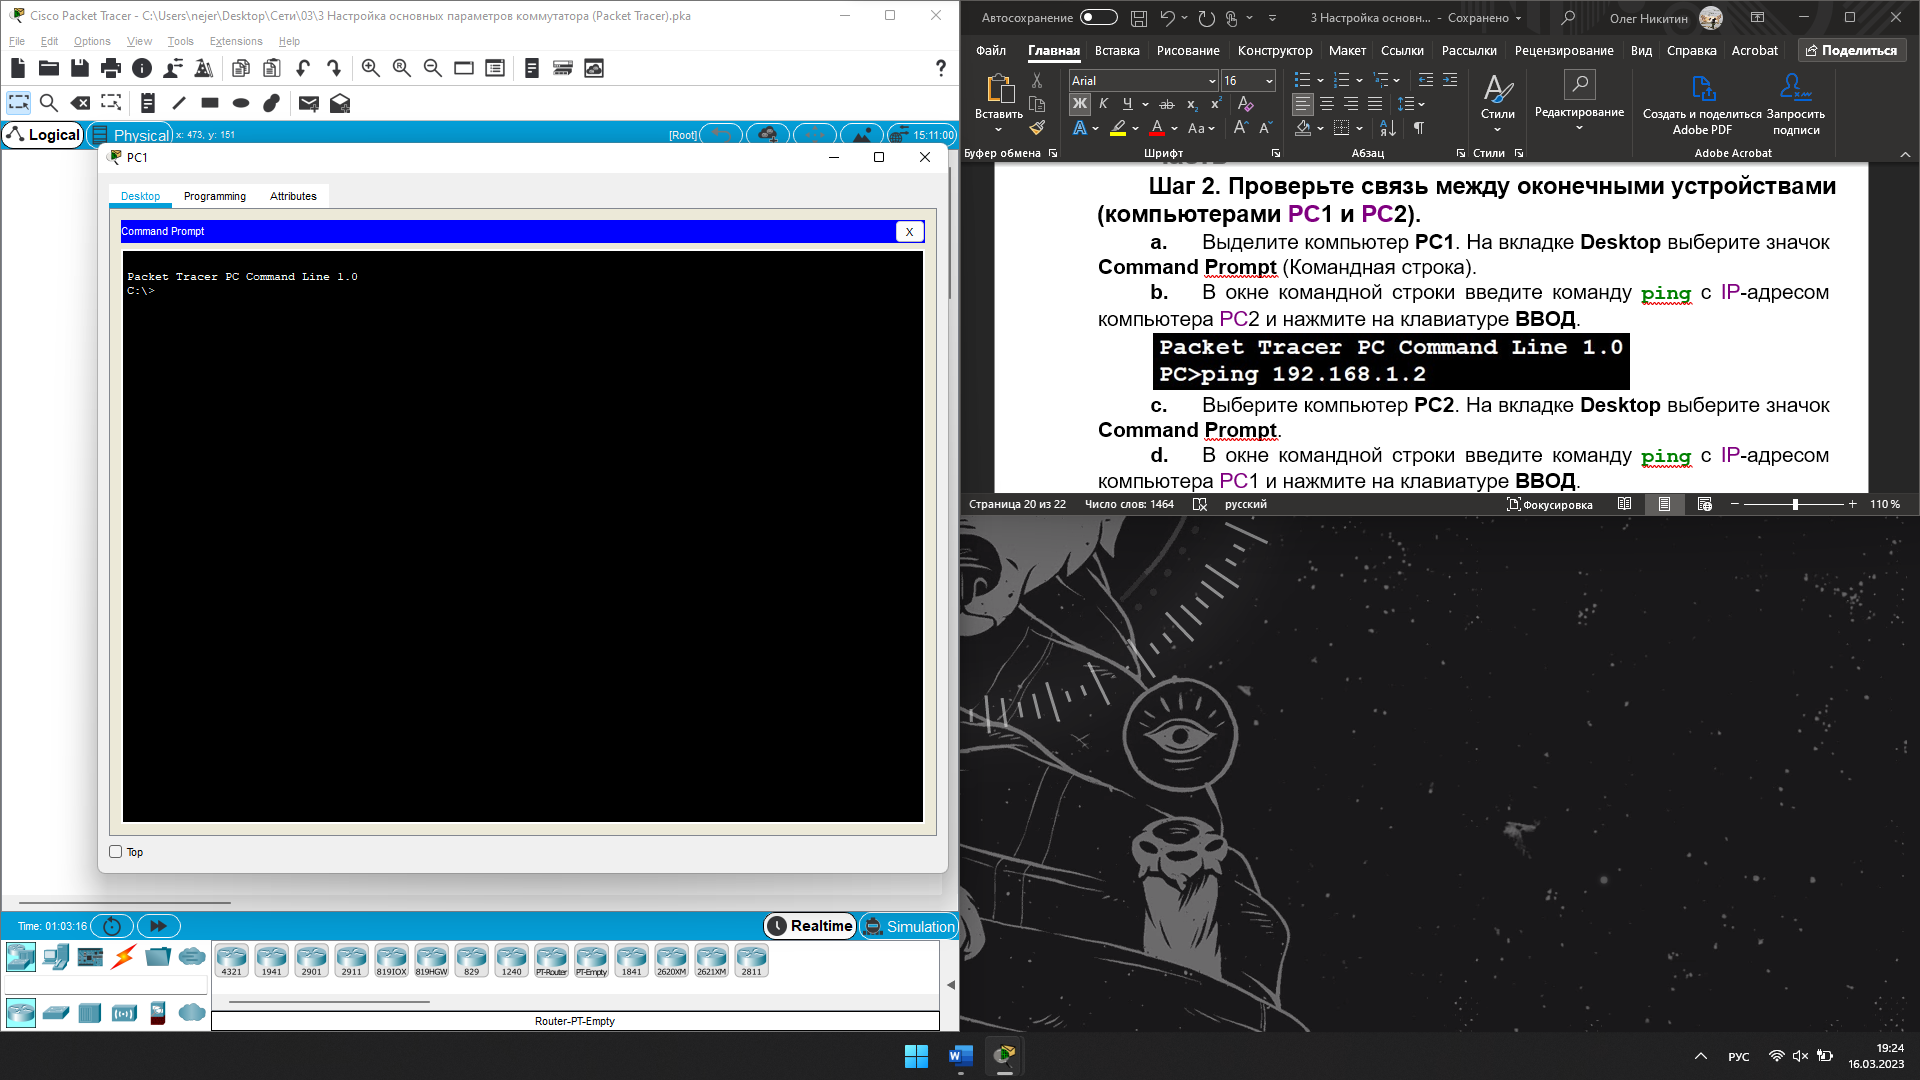 Cisco Packet Tracer - C:\Users\nejer\Desktop\Сети\03\3 Настройка основных параметров коммутатора (Packet Tracer).pka
File Edit Options View Tools Extensions Help
Logical Physical x: 473, y: 151 [Root] 15:11:00
PC1
Desktop Programming Attributes
Command Prompt X
Packet Tracer PC Command Line 1.0
C:\>
Top
Time: 01:03:16 Realtime Simulation
4321 1941 2901 2911 819IOX 819HGW 829 1240 PT-Router PT-Empty 1841 2620XM 2621XM 2811
Router-PT-Empty
Автосохранение 3 Настройка основн... - Сохранено Олег Никитин
Файл Главная Вставка Рисование Конструктор Макет Ссылки Рассылки Рецензирование Вид Справка Acrobat Поделиться
Arial 16
Вставить Ж К Ч ab x₂ x² Стили Редактирование Создать и поделиться Adobe PDF Запросить подписи
Буфер обмена Шрифт Абзац Стили Adobe Acrobat
Шаг 2. Проверьте связь между оконечными устройствами
(компьютерами PC1 и PC2).
a. Выделите компьютер PC1. На вкладке Desktop выберите значок
Command Prompt (Командная строка).
b. В окне командной строки введите команду ping с IP-адресом
компьютера PC2 и нажмите на клавиатуре ВВОД.
Packet Tracer PC Command Line 1.0
PC>ping 192.168.1.2
c. Выберите компьютер PC2. На вкладке Desktop выберите значок
Command Prompt.
d. В окне командной строки введите команду ping с IP-адресом
компьютера PC1 и нажмите на клавиатуре ВВОД.
Страница 20 из 22 Число слов: 1464 русский Фокусировка 110 %
РУС 19:24
16.03.2023